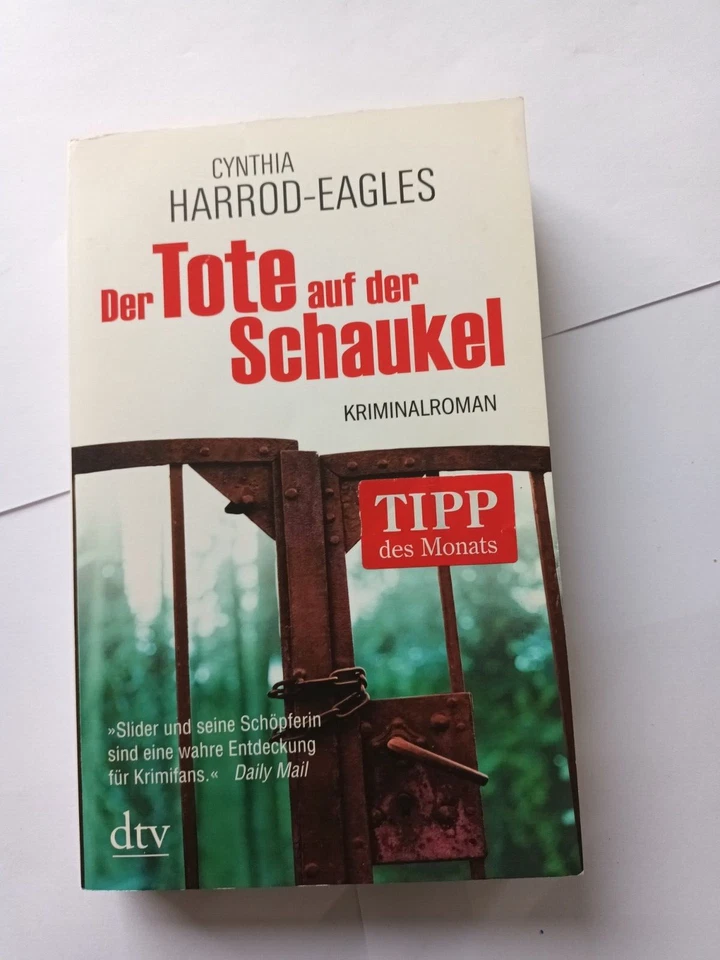 CYNTHIA
HARROD-EAGLES
Der Tote auf der
Schaukel
KRIMINALROMAN
TIPP
des Monats
»Slider und seine Schöpferin
sind eine wahre Entdeckung
für Krimifans.« Daily Mail
dtv